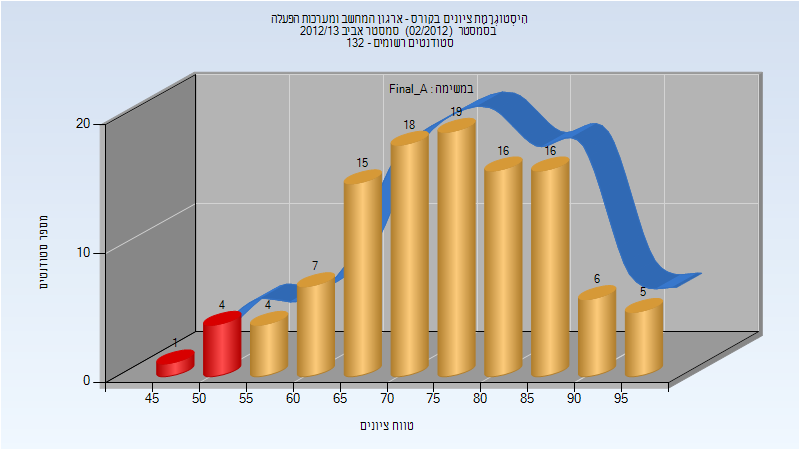 היסטוגרמת ציונים בקורס - ארגון המחשב ומערכות הפעלה
בסמסטר (02/2012) סמסטר אביב 2012/13
סטודנטים רשומים - 132
במשימה : Final_A
20
10
0
מספר סטודנטים
1
4
4
7
15
18
19
16
16
6
5
45 50 55 60 65 70 75 80 85 90 95
טווח ציונים